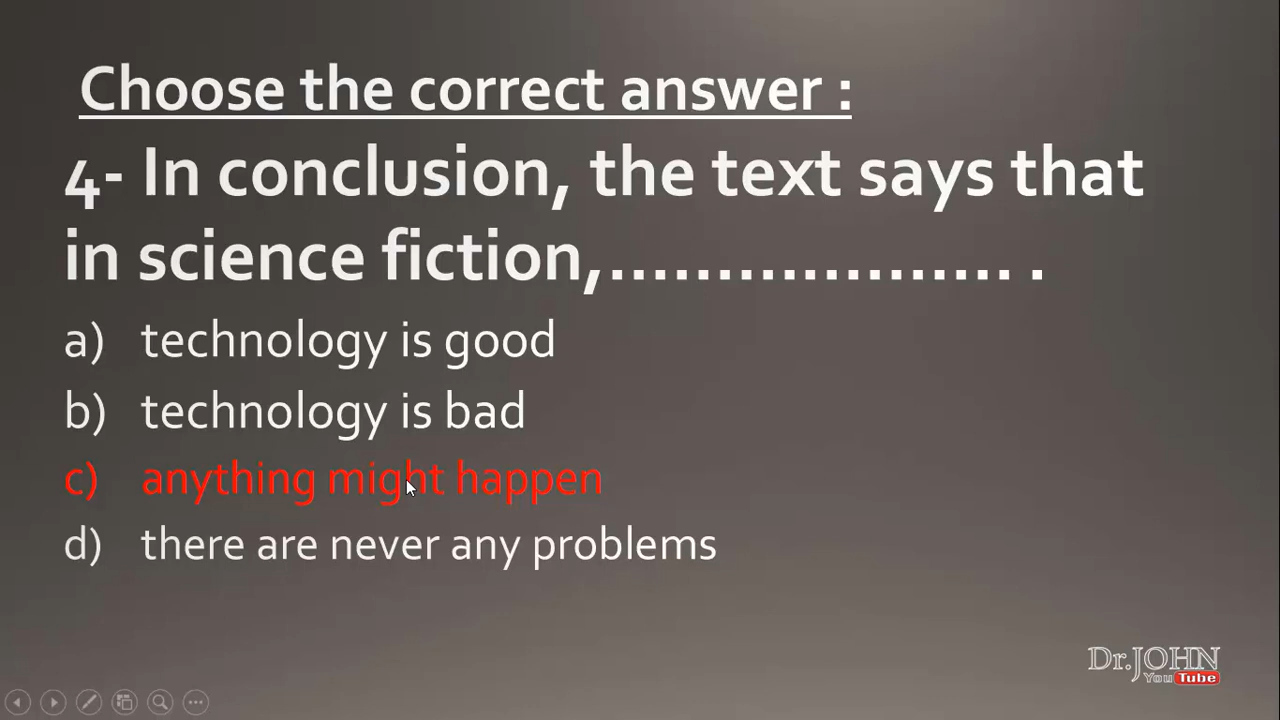 Choose the correct answer :
4- In conclusion, the text says that
in science fiction,................... .
a) technology is good
b) technology is bad
c) anything might happen
d) there are never any problems
Dr.JOHN
YouTube